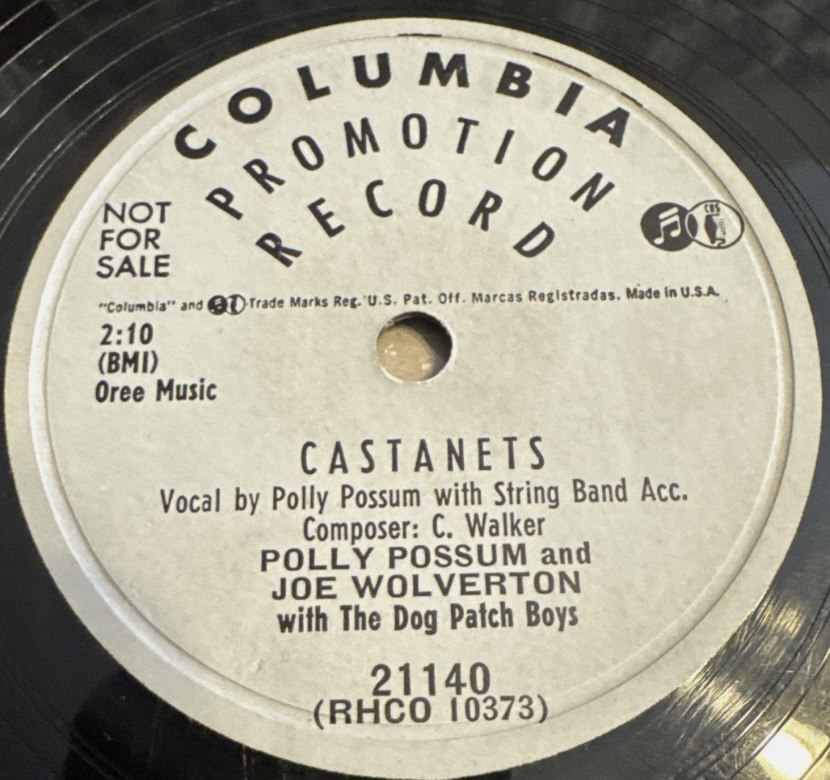 COLUMBIA
PROMOTION
RECORD
NOT
FOR
SALE
CBS
"Columbia" and Trade Marks Reg. U.S. Pat. Off. Marcas Registradas. Made in U.S.A.
2:10
(BMI)
Oree Music
CASTANETS
Vocal by Polly Possum with String Band Acc.
Composer: C. Walker
POLLY POSSUM and
JOE WOLVERTON
with The Dog Patch Boys
21140
(RHCO 10373)